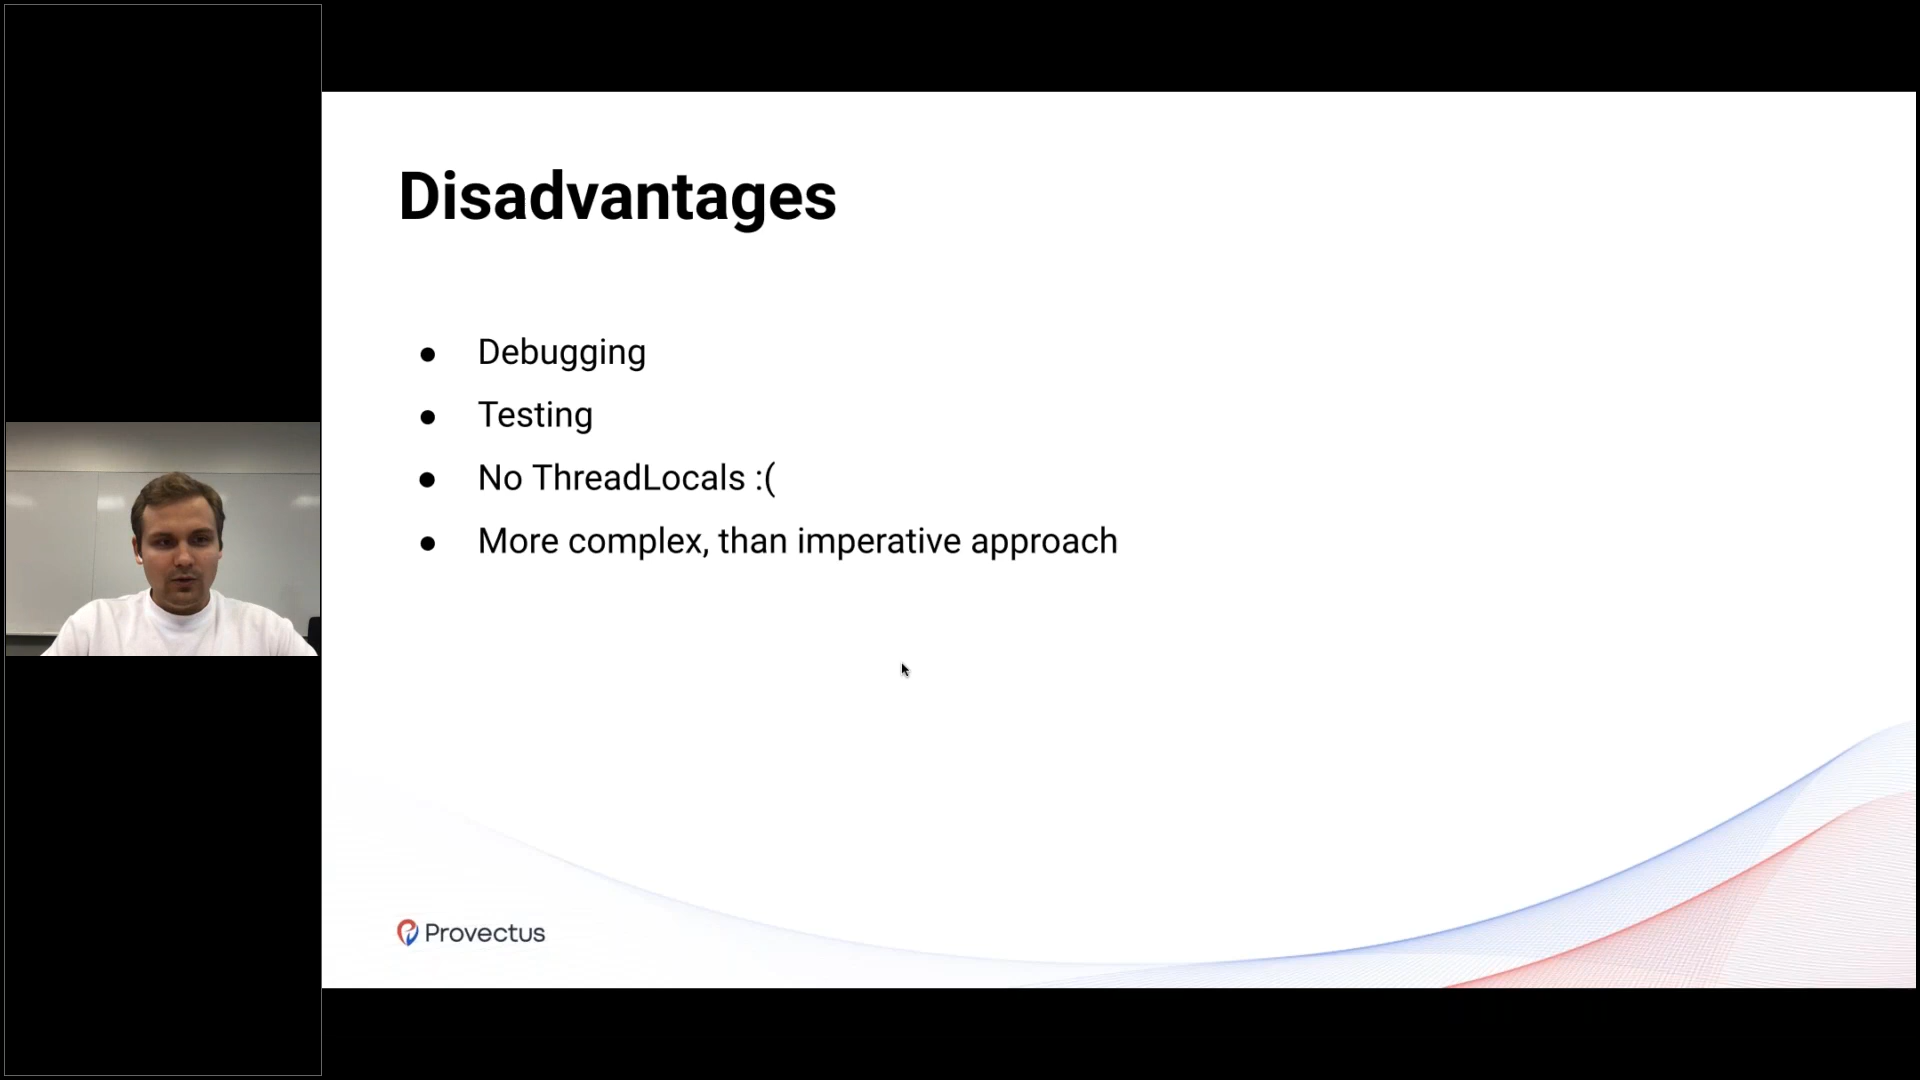 Disadvantages
● Debugging
● Testing
● No ThreadLocals :(
● More complex, than imperative approach
Provectus